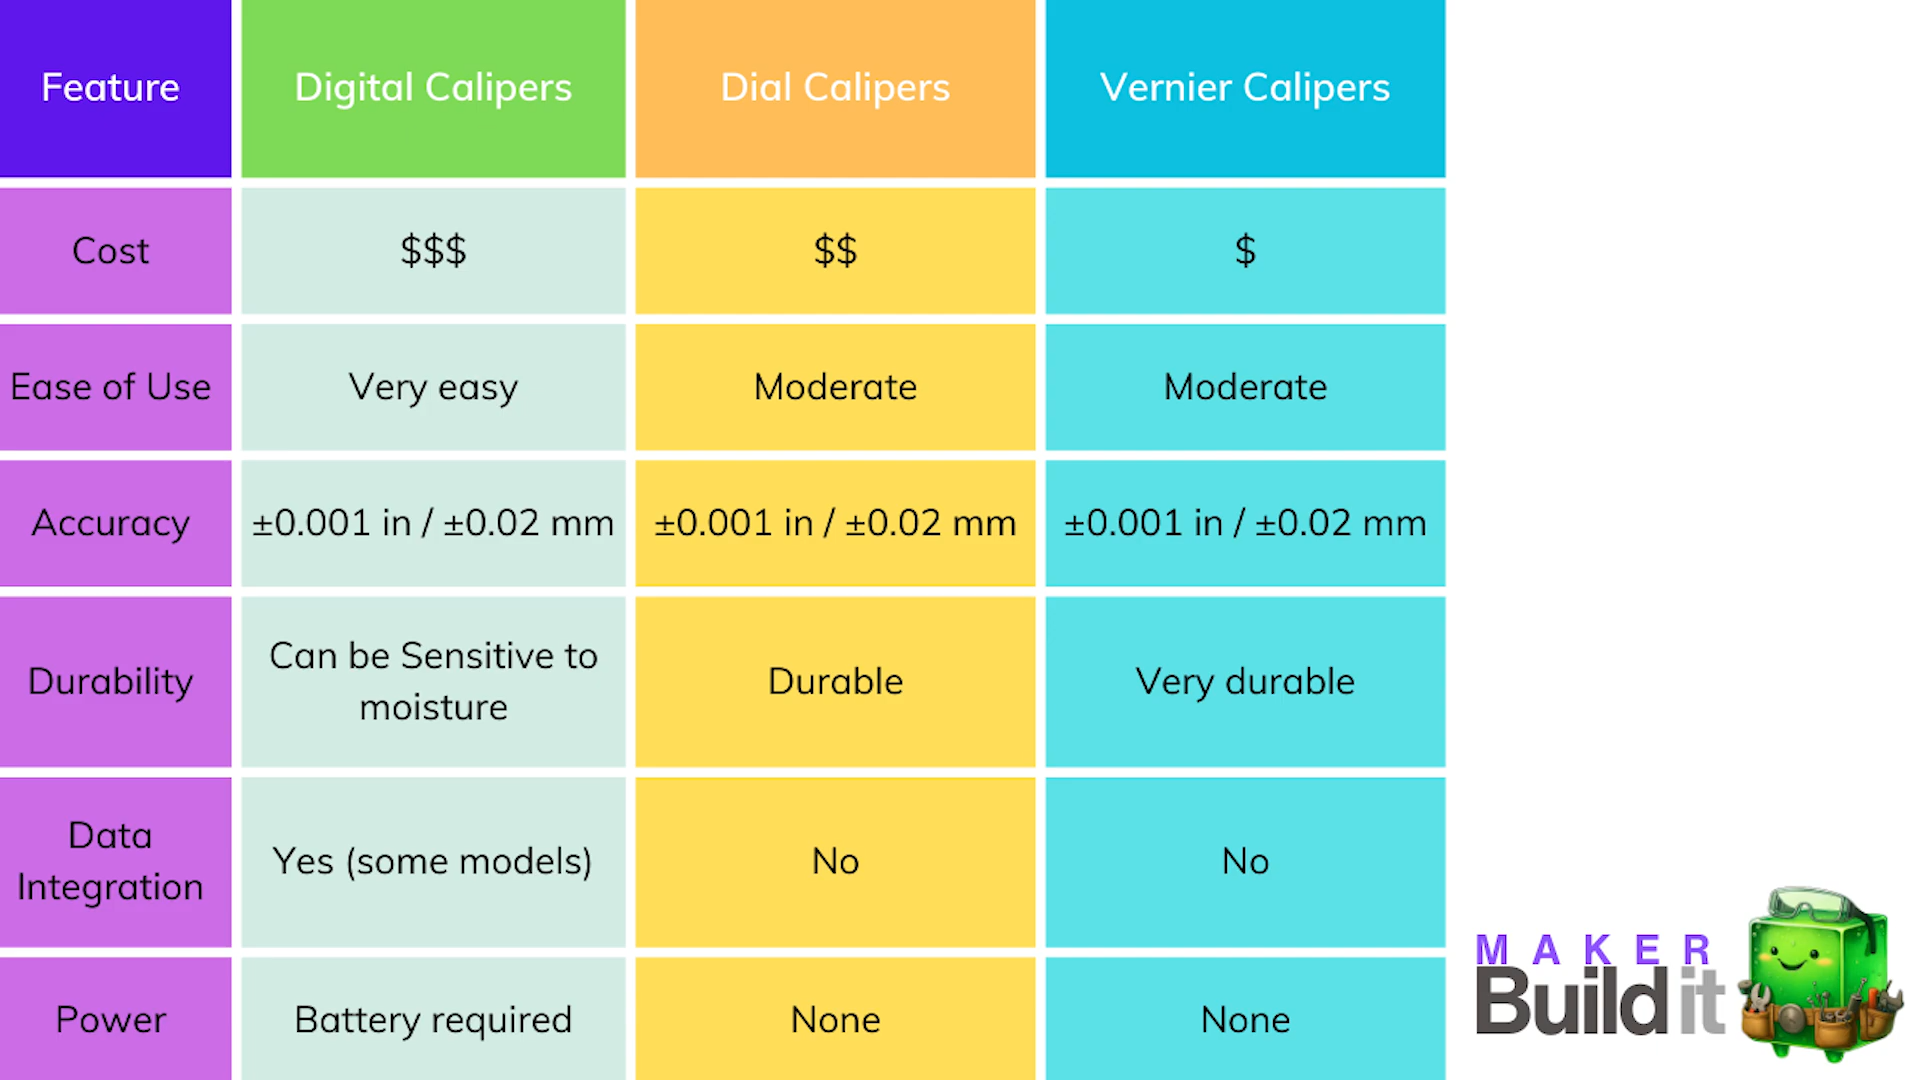 Feature
Digital Calipers
Dial Calipers
Vernier Calipers
Cost
$$$
$$
$
Ease of Use
Very easy
Moderate
Moderate
Accuracy
±0.001 in / ±0.02 mm
±0.001 in / ±0.02 mm
±0.001 in / ±0.02 mm
Durability
Can be Sensitive to
moisture
Durable
Very durable
Data
Integration
Yes (some models)
No
No
Power
Battery required
None
None
MAKER
Buildit